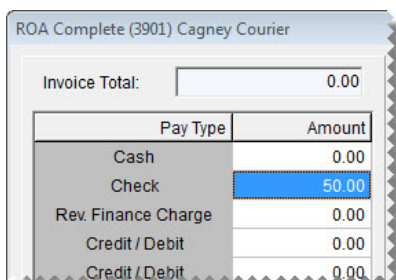 ROA Complete (3901) Cagney Courier
Invoice Total: 0.00
Pay Type Amount
Cash 0.00
Check 50.00
Rev. Finance Charge 0.00
Credit / Debit 0.00
Credit / Debit 0.00